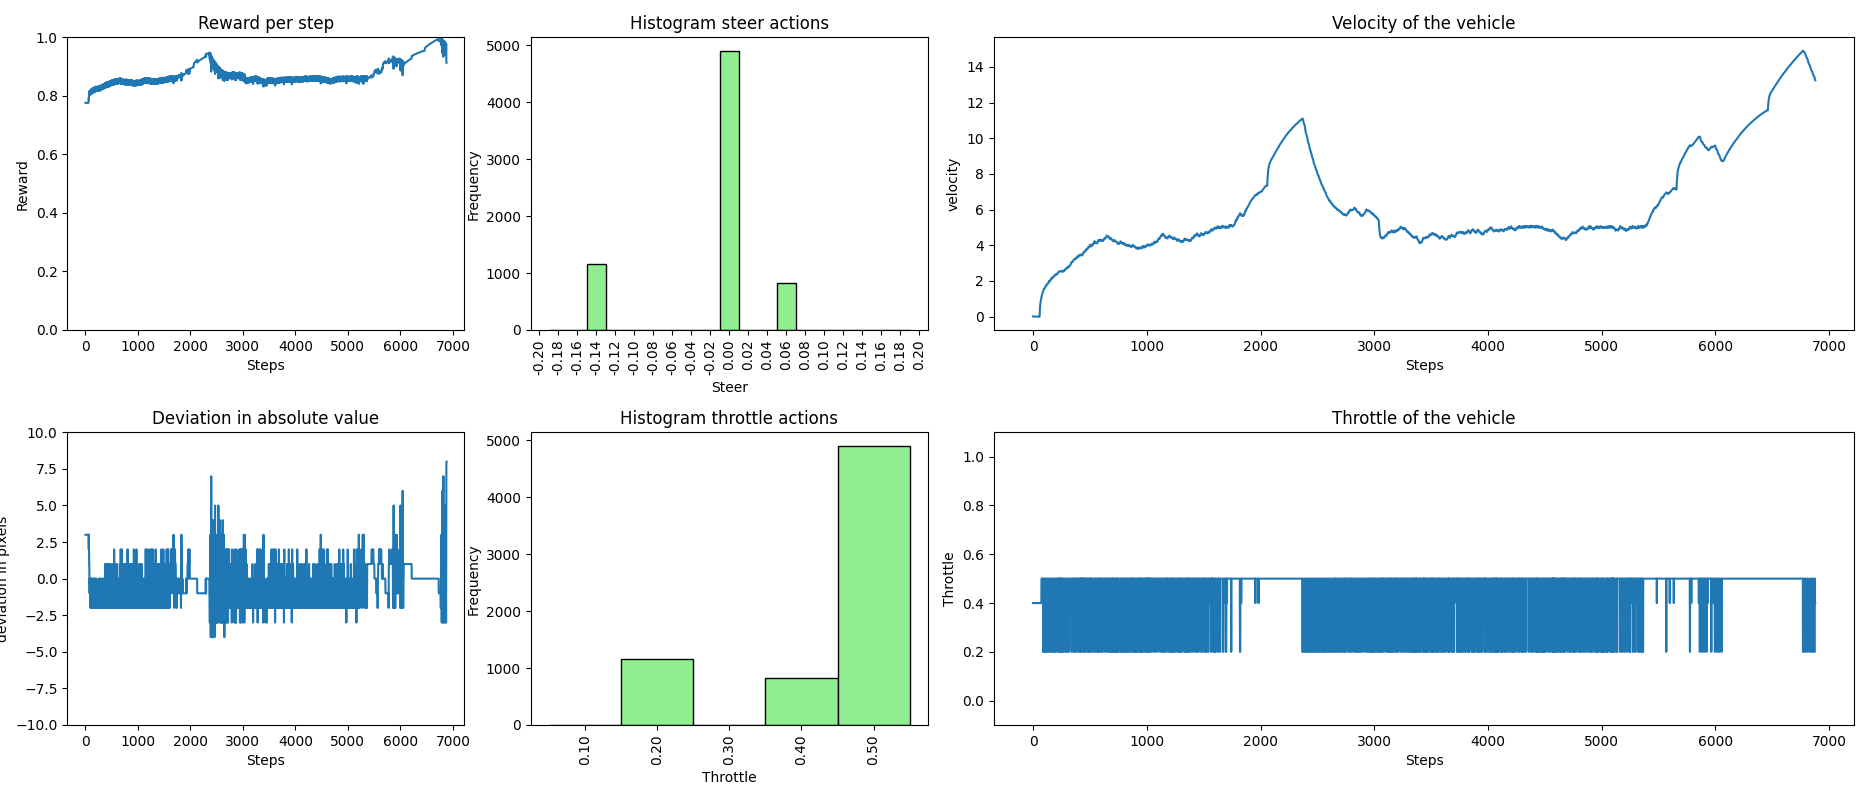 Reward per step
1.0
0.8
0.6
0.4
0.2
0.0
Reward
0 1000 2000 3000 4000 5000 6000 7000
Steps
Histogram steer actions
5000
4000
3000
2000
1000
0
Frequency
-0.20 -0.18 -0.16 -0.14 -0.12 -0.10 -0.08 -0.06 -0.04 -0.02 0.00 0.02 0.04 0.06 0.08 0.10 0.12 0.14 0.16 0.18 0.20
Steer
Velocity of the vehicle
14
12
10
8
6
4
2
0
velocity
0 1000 2000 3000 4000 5000 6000 7000
Steps
Deviation in absolute value
10.0
7.5
5.0
2.5
0.0
−2.5
−5.0
−7.5
−10.0
deviation in pixels
0 1000 2000 3000 4000 5000 6000 7000
Steps
Histogram throttle actions
5000
4000
3000
2000
1000
0
Frequency
0.10 0.20 0.30 0.40 0.50
Throttle
Throttle of the vehicle
1.0
0.8
0.6
0.4
0.2
0.0
Throttle
0 1000 2000 3000 4000 5000 6000 7000
Steps